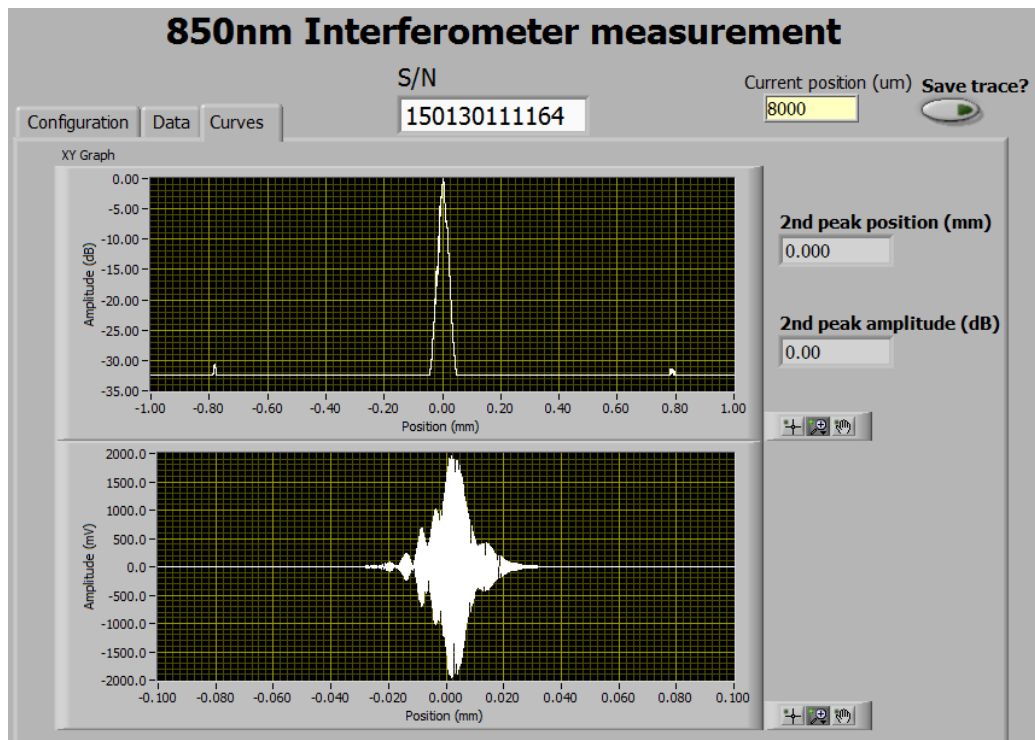 850nm Interferometer measurement
S/N
150130111164
Current position (um)
8000
Save trace?
Configuration
Data
Curves
XY Graph
0.00
-5.00
-10.00
-15.00
-20.00
-25.00
-30.00
-35.00
Amplitude (dB)
-1.00 -0.80 -0.60 -0.40 -0.20 0.00 0.20 0.40 0.60 0.80 1.00
Position (mm)
2nd peak position (mm)
0.000
2nd peak amplitude (dB)
0.00
2000.0
1500.0
1000.0
500.0
0.0
-500.0
-1000.0
-1500.0
-2000.0
Amplitude (mV)
-0.100 -0.080 -0.060 -0.040 -0.020 0.000 0.020 0.040 0.060 0.080 0.100
Position (mm)